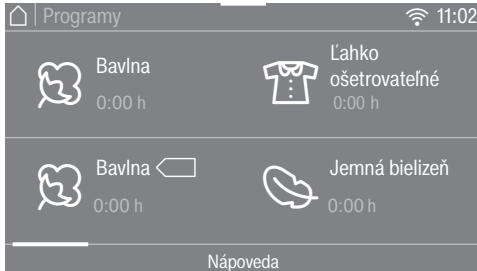 Programy 11:02
Bavlna
0:00 h
Ľahko
ošetrovateľné
0:00 h
Bavlna
0:00 h
Jemná bielizeň
0:00 h
Nápoveda